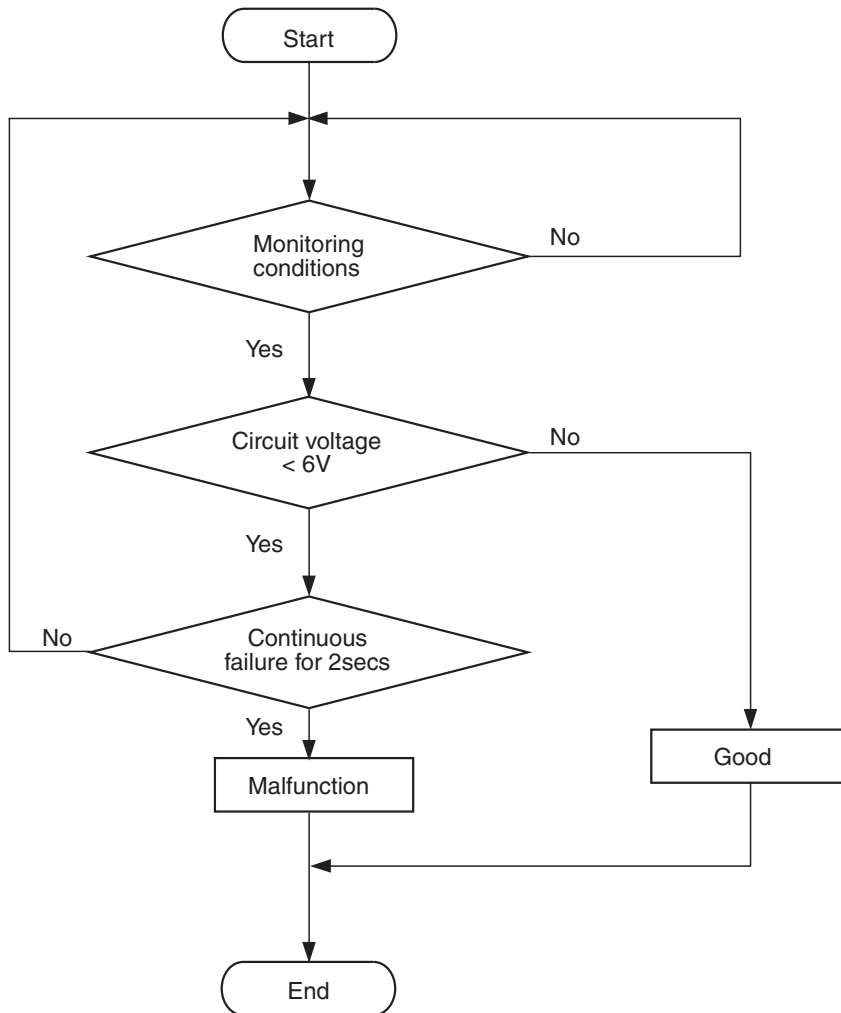 Start
Monitoring
conditions
No
Yes
Circuit voltage
< 6V
No
Yes
Continuous
failure for 2secs
No
Yes
Malfunction
Good
End